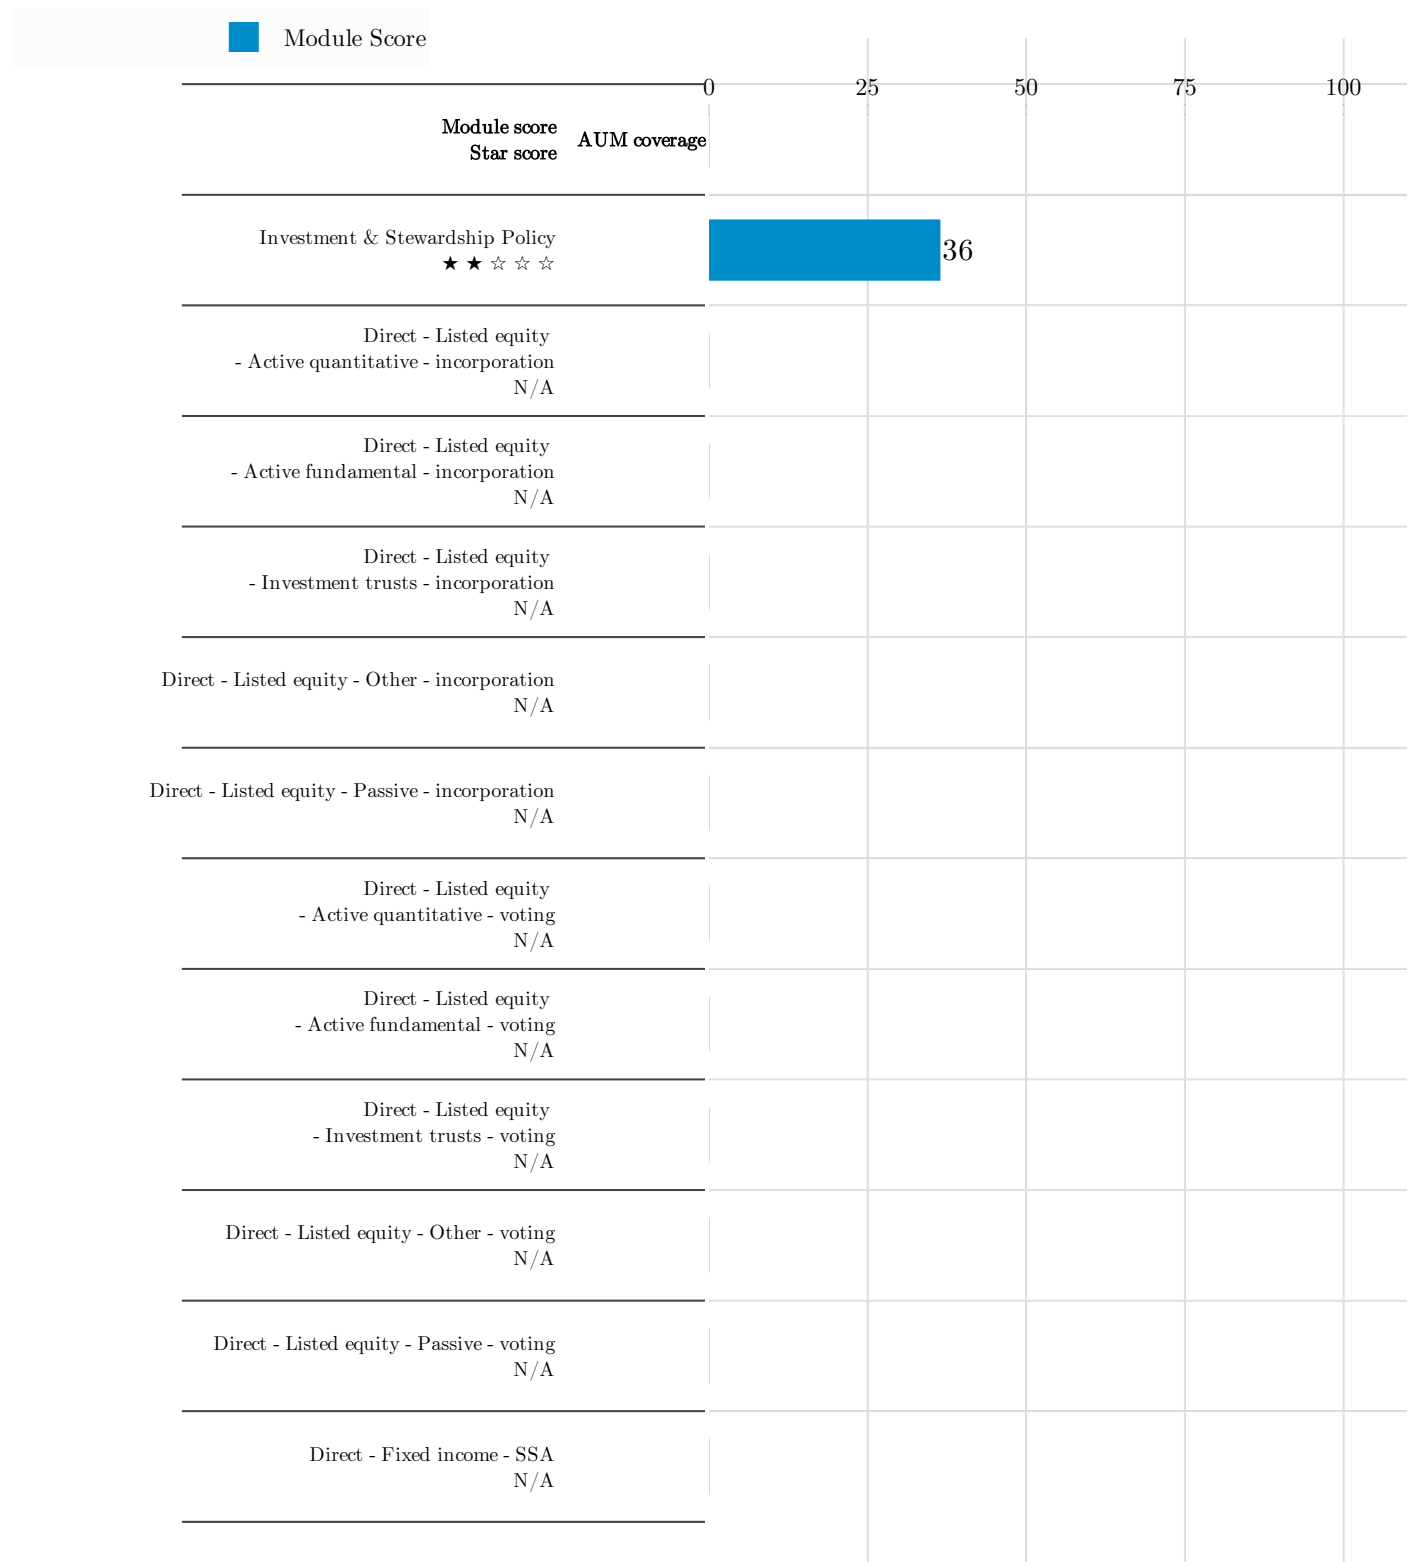 Module Score
0 25 50 75 100
Module score
Star score
AUM coverage
Investment & Stewardship Policy
★ ★ ☆ ☆ ☆
36
Direct - Listed equity
- Active quantitative - incorporation
N/A
Direct - Listed equity
- Active fundamental - incorporation
N/A
Direct - Listed equity
- Investment trusts - incorporation
N/A
Direct - Listed equity - Other - incorporation
N/A
Direct - Listed equity - Passive - incorporation
N/A
Direct - Listed equity
- Active quantitative - voting
N/A
Direct - Listed equity
- Active fundamental - voting
N/A
Direct - Listed equity
- Investment trusts - voting
N/A
Direct - Listed equity - Other - voting
N/A
Direct - Listed equity - Passive - voting
N/A
Direct - Fixed income - SSA
N/A